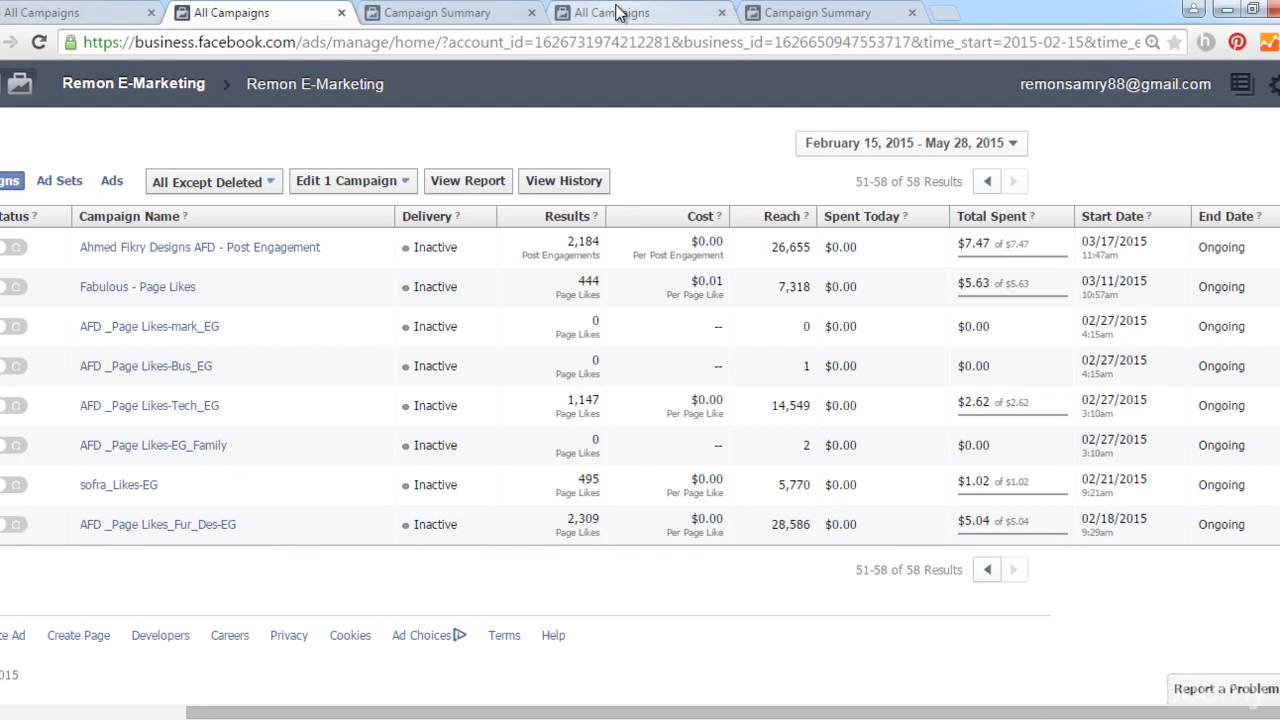 All Campaigns
All Campaigns
Campaign Summary
All Campaigns
Campaign Summary
https://business.facebook.com/ads/manage/home/?account_id=1626731974212281&business_id=1626650947553717&time_start=2015-02-15&time_e
Remon E-Marketing > Remon E-Marketing remonsamry88@gmail.com
February 15, 2015 - May 28, 2015
gns Ad Sets Ads All Except Deleted Edit 1 Campaign View Report View History 51-58 of 58 Results
tatus ? Campaign Name ? Delivery ? Results ? Cost ? Reach ? Spent Today ? Total Spent ? Start Date ? End Date ?
Ahmed Fikry Designs AFD - Post Engagement Inactive 2,184 $0.00 26,655 $0.00 $7.47 of $7.47 03/17/2015 Ongoing
Post Engagements Per Post Engagement 11:47am
Fabulous - Page Likes Inactive 444 $0.01 7,318 $0.00 $5.63 of $5.63 03/11/2015 Ongoing
Page Likes Per Page Like 10:57am
AFD _Page Likes-mark_EG Inactive 0 -- 0 $0.00 $0.00 02/27/2015 Ongoing
Page Likes 4:15am
AFD _Page Likes-Bus_EG Inactive 0 -- 1 $0.00 $0.00 02/27/2015 Ongoing
Page Likes 4:15am
AFD _Page Likes-Tech_EG Inactive 1,147 $0.00 14,549 $0.00 $2.62 of $2.62 02/27/2015 Ongoing
Page Likes Per Page Like 3:10am
AFD _Page Likes-EG_Family Inactive 0 -- 2 $0.00 $0.00 02/27/2015 Ongoing
Page Likes 3:10am
sofra_Likes-EG Inactive 495 $0.00 5,770 $0.00 $1.02 of $1.02 02/21/2015 Ongoing
Page Likes Per Page Like 9:21am
AFD _Page Likes_Fur_Des-EG Inactive 2,309 $0.00 28,586 $0.00 $5.04 of $5.04 02/18/2015 Ongoing
Page Likes Per Page Like 9:29am
51-58 of 58 Results
te Ad Create Page Developers Careers Privacy Cookies Ad Choices Terms Help
015
Report a Problem